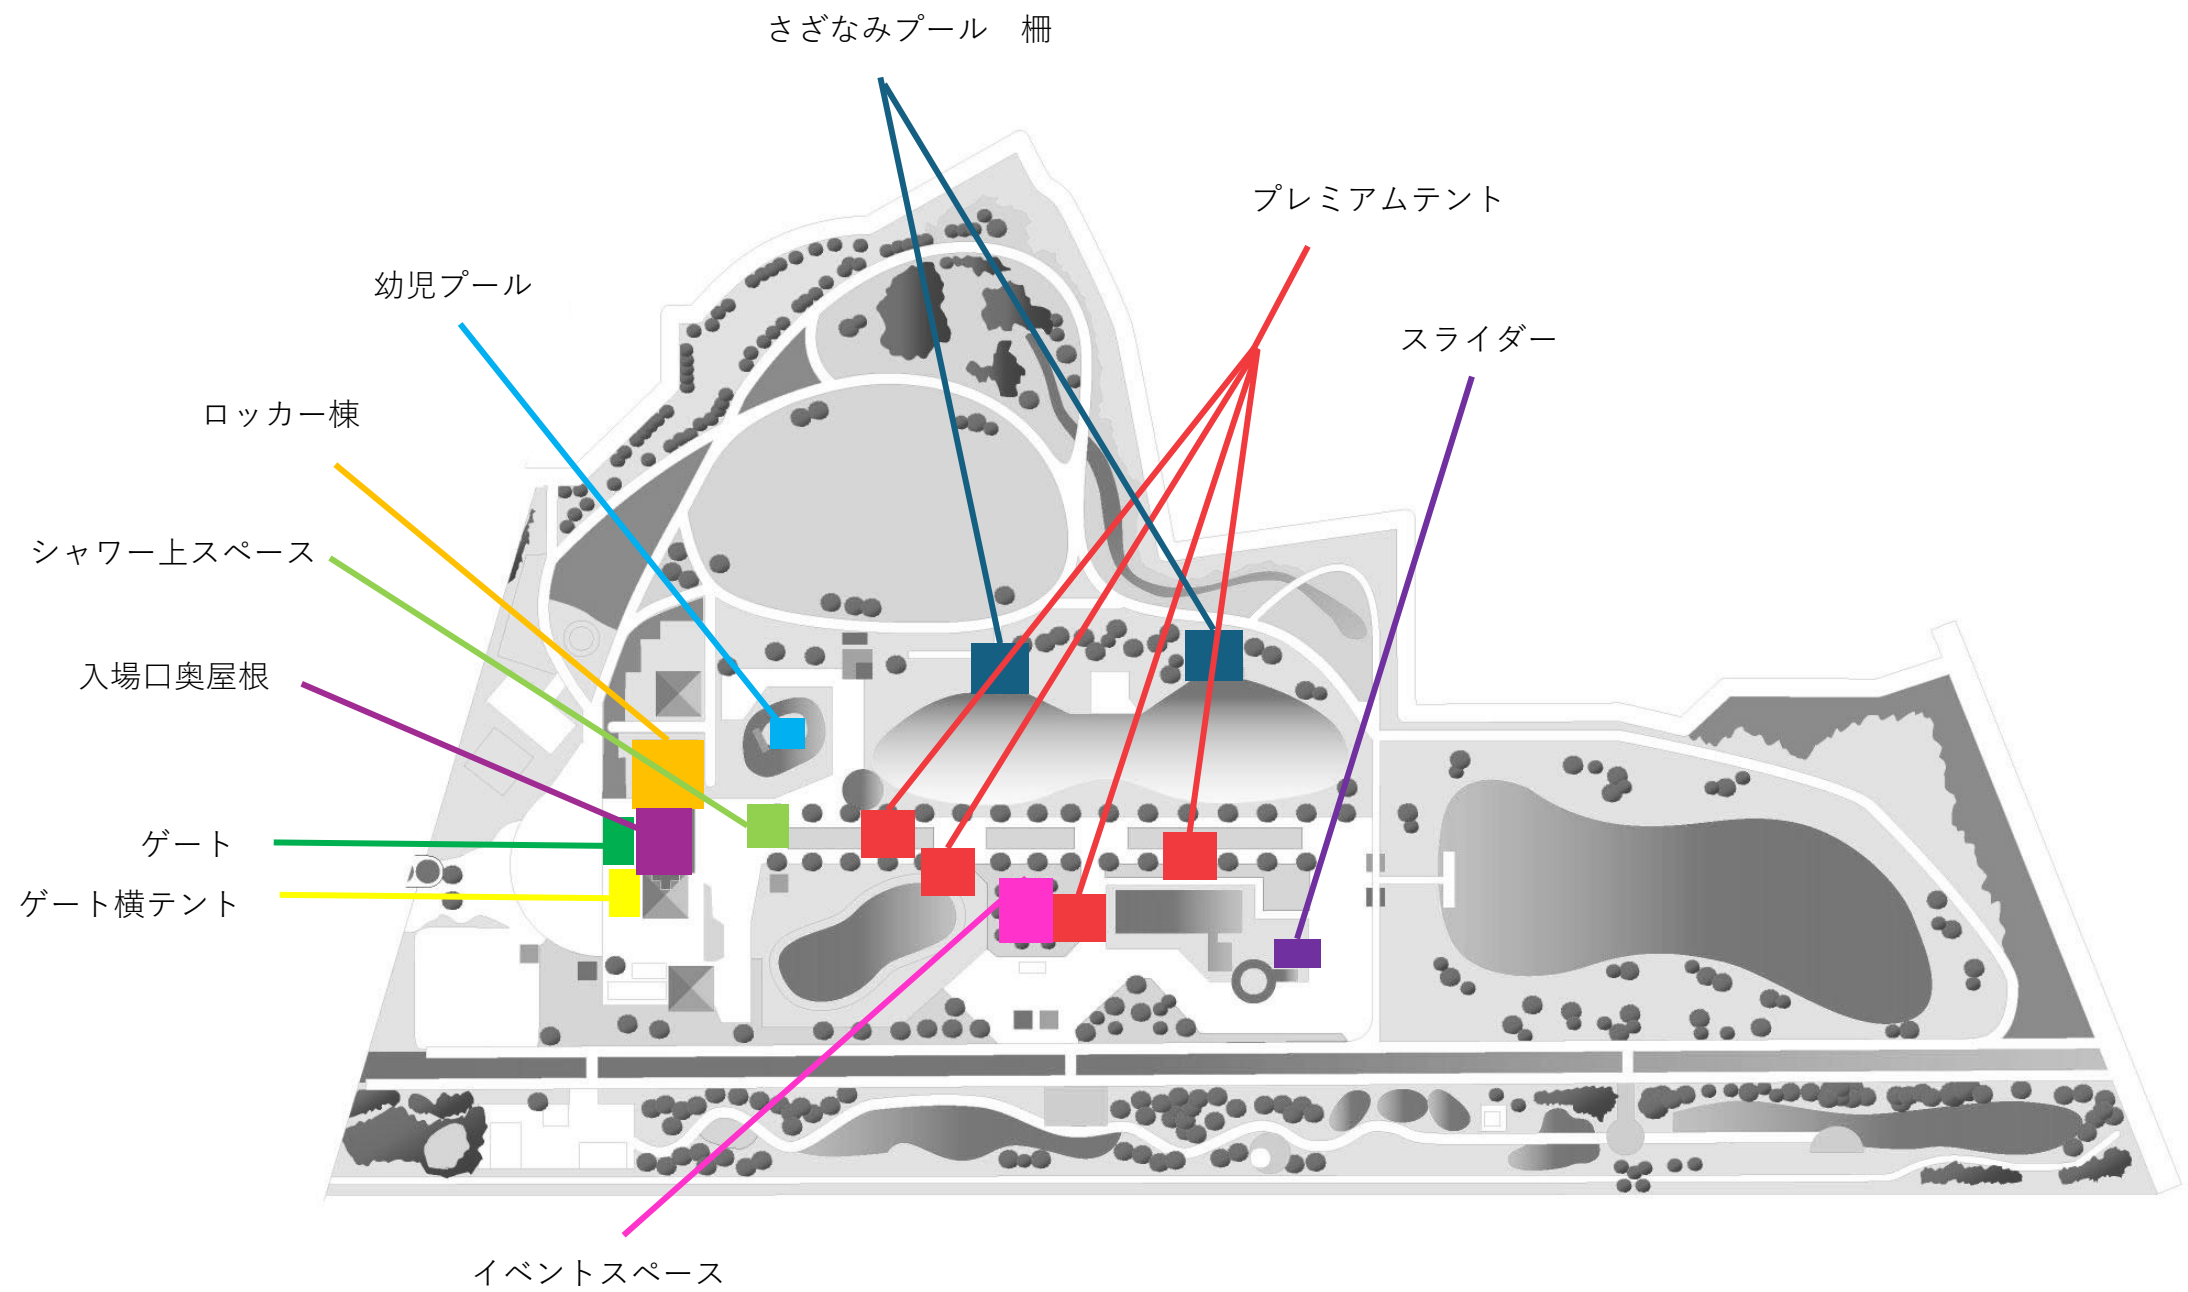 さざなみプール　柵
プレミアムテント
幼児プール
スライダー
ロッカー棟
シャワー上スペース
入場口奥屋根
ゲート
ゲート横テント
イベントスペース